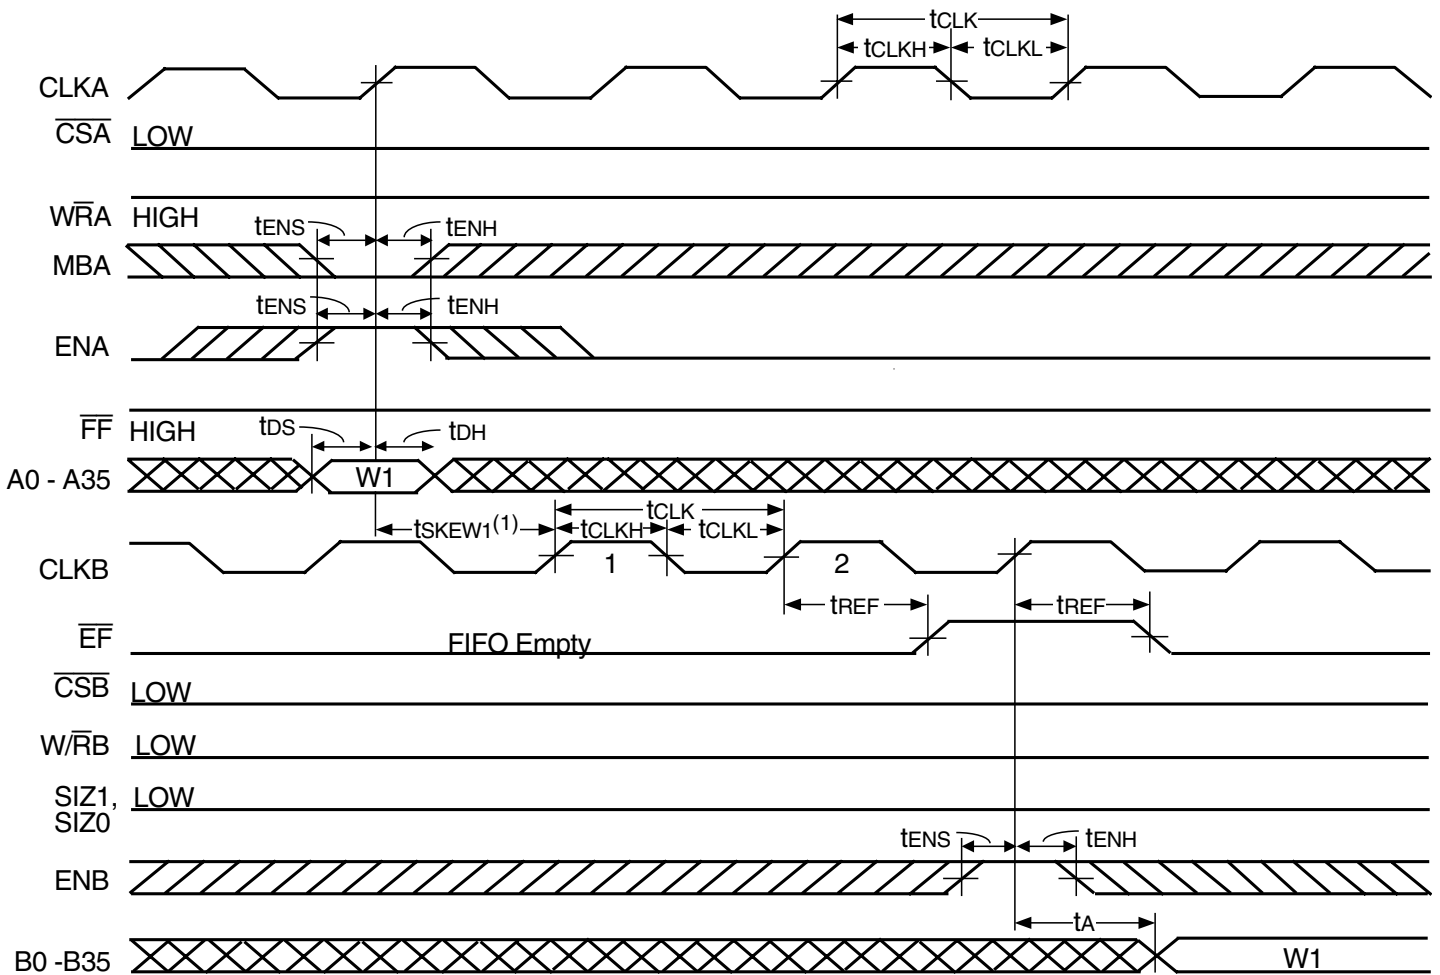 tCLK
tCLKH tCLKL
CLKA
CSA LOW
WRA HIGH
tENS tENH
MBA
tENS tENH
ENA
FF HIGH
tDS tDH
A0 - A35 W1
tCLK
tSKEW1(1) tCLKH tCLKL
CLKB 1 2
tREF tREF
EF FIFO Empty
CSB LOW
W/RB LOW
SIZ1, LOW
SIZ0
tENS tENH
ENB
tA
B0 -B35 W1